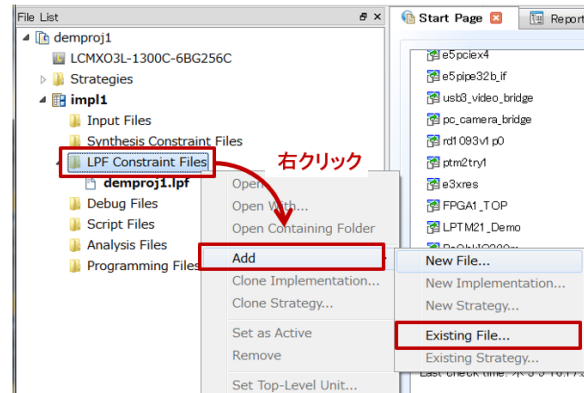 File List
Start Page
Report
demproj1
LCMXO3L-1300C-6BG256C
Strategies
impl1
Input Files
Synthesis Constraint Files
LPF Constraint Files
demproj1.lpf
Debug Files
Script Files
Analysis Files
Programming Files
右クリック
Open
Open With...
Open Containing Folder
Add
Clone Implementation...
Clone Strategy...
Set as Active
Remove
Set Top-Level Unit...
New File...
New Implementation...
New Strategy...
Existing File...
Existing Strategy...
e5pciex4
e5pipe32b_if
usb3_video_bridge
pc_camera_bridge
rd1093v1p0
ptm2try1
e3xres
FPGA1_TOP
LPTM21_Demo